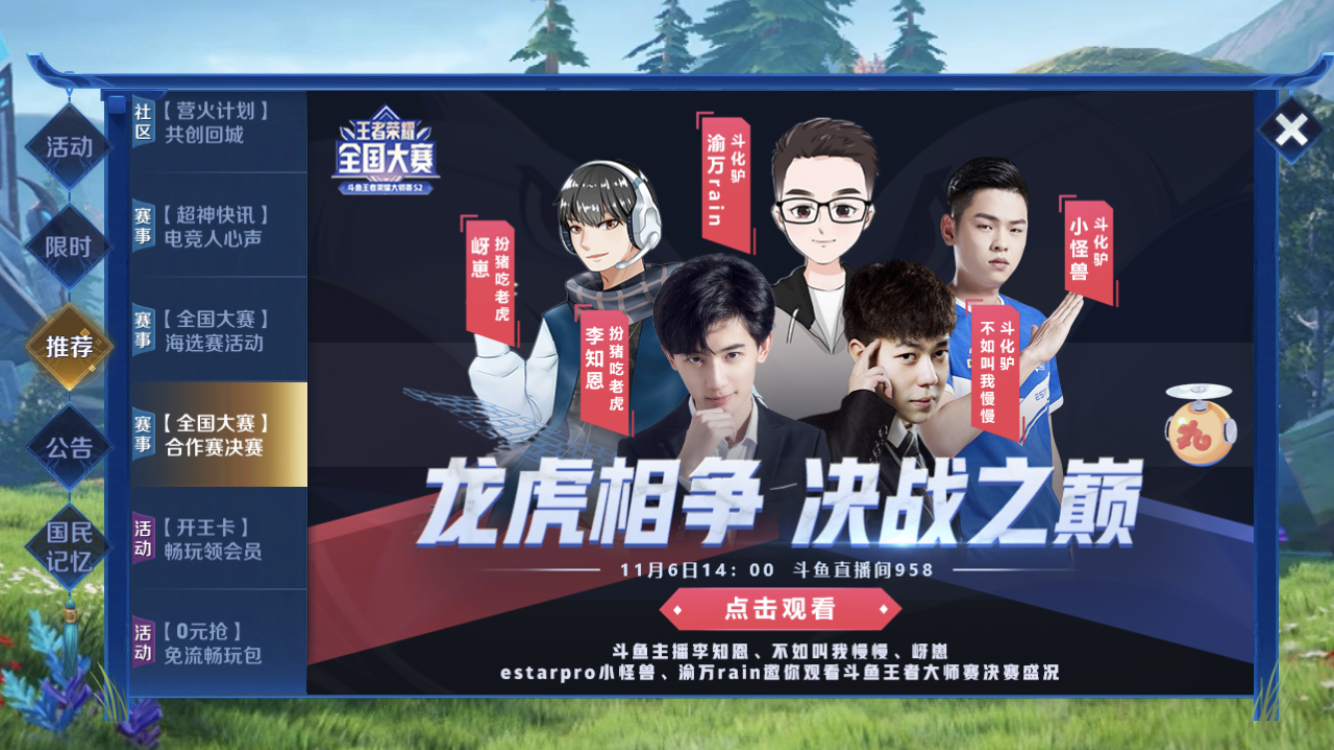 活动
限时
推荐
公告
国民
记忆
社区
【营火计划】
共创回城
赛事
【超神快讯】
电竞人心声
赛事
【全国大赛】
海选赛活动
赛事
【全国大赛】
合作赛决赛
活动
【开王卡】
畅玩领会员
活动
【0元抢】
免流畅玩包
王者荣耀
全国大赛
斗鱼王者荣耀大师赛S2
扮猪吃老虎
岈崽
扮猪吃老虎
李知恩
斗化驴
渝万rain
斗化驴
不如叫我慢慢
斗化驴
小怪兽
丸
龙虎相争 决战之巅
11月6日14：00 斗鱼直播间958
点击观看
斗鱼主播李知恩、不如叫我慢慢、岈崽
estarpro小怪兽、渝万rain邀你观看斗鱼王者大师赛决赛盛况